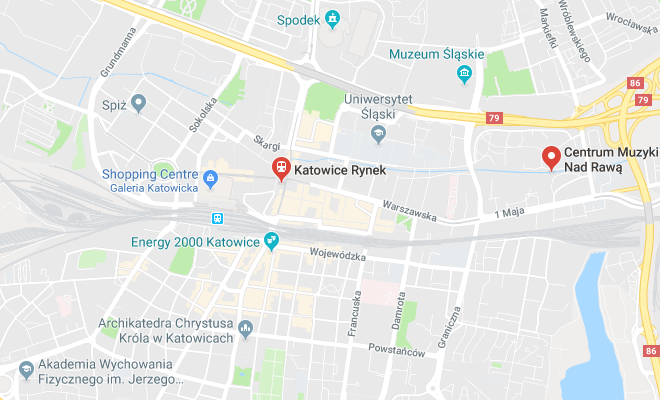 Wrocławska
Markiefki
Wróblewskiego
Spodek
Grundmanna
Muzeum Śląskie
86
79
Spiż
Uniwersytet
Śląski
79
Sokolska
Skargi
Centrum Muzyki
Nad Rawą
Shopping Centre
Galeria Katowicka
Katowice Rynek
Warszawska
1 Maja
Energy 2000 Katowice
Wojewódzka
Francuska
Damrota
Graniczna
Archikatedra Chrystusa
Króla w Katowicach
Powstańców
86
Akademia Wychowania
Fizycznego im. Jerzego...